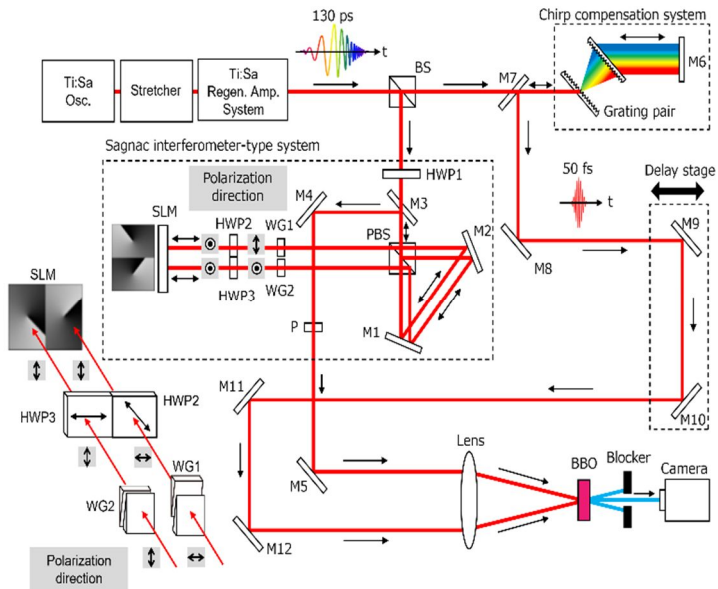 130 ps
t
Chirp compensation system
M6
Grating pair
Ti:Sa
Osc.
Stretcher
Ti:Sa
Regen. Amp.
System
BS
M7
Sagnac interferometer-type system
HWP1
Polarization
direction
M4
M3
SLM
HWP2
WG1
PBS
M2
HWP3
WG2
M1
P
50 fs
t
Delay stage
M9
M8
M10
SLM
HWP3
HWP2
WG1
WG2
Polarization
direction
M11
M5
M12
Lens
BBO
Blocker
Camera